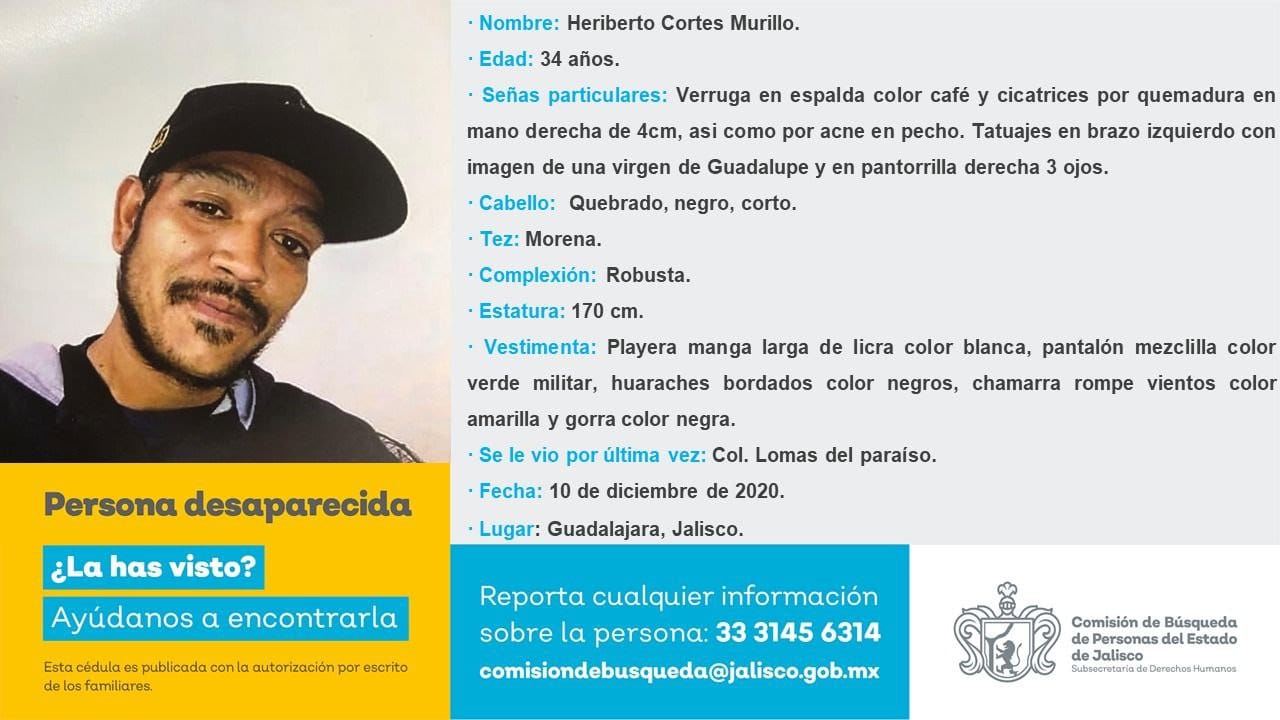 · Nombre: Heriberto Cortes Murillo.
· Edad: 34 años.
· Señas particulares: Verruga en espalda color café y cicatrices por quemadura en
mano derecha de 4cm, asi como por acne en pecho. Tatuajes en brazo izquierdo con
imagen de una virgen de Guadalupe y en pantorrilla derecha 3 ojos.
· Cabello: Quebrado, negro, corto.
· Tez: Morena.
· Complexión: Robusta.
· Estatura: 170 cm.
· Vestimenta: Playera manga larga de licra color blanca, pantalón mezclilla color
verde militar, huaraches bordados color negros, chamarra rompe vientos color
amarilla y gorra color negra.
· Se le vio por última vez: Col. Lomas del paraíso.
· Fecha: 10 de diciembre de 2020.
· Lugar: Guadalajara, Jalisco.
Persona desaparecida
¿La has visto?
Ayúdanos a encontrarla
Esta cédula es publicada con la autorización por escrito
de los familiares.
Reporta cualquier información
sobre la persona: 33 3145 6314
comisiondebusqueda@jalisco.gob.mx
Comisión de Búsqueda
de Personas del Estado
de Jalisco
Subsecretaría de Derechos Humanos